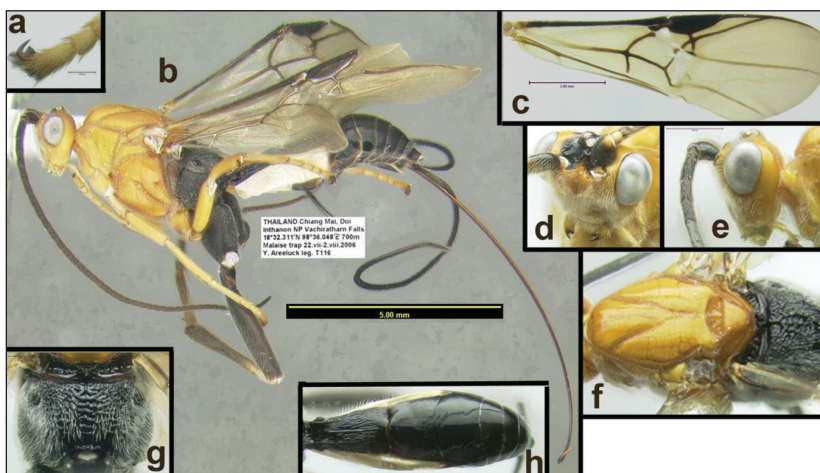 a
b
c
d
e
THAILAND Chiang Mai, Doi
Inthanon NP Vachiratharn Falls
18°32.311'N 98°36.048'E 700m
Malaise trap 22.vii-2.viii.2006
Y. Areeluck leg. T116
5.00 mm
f
g
h